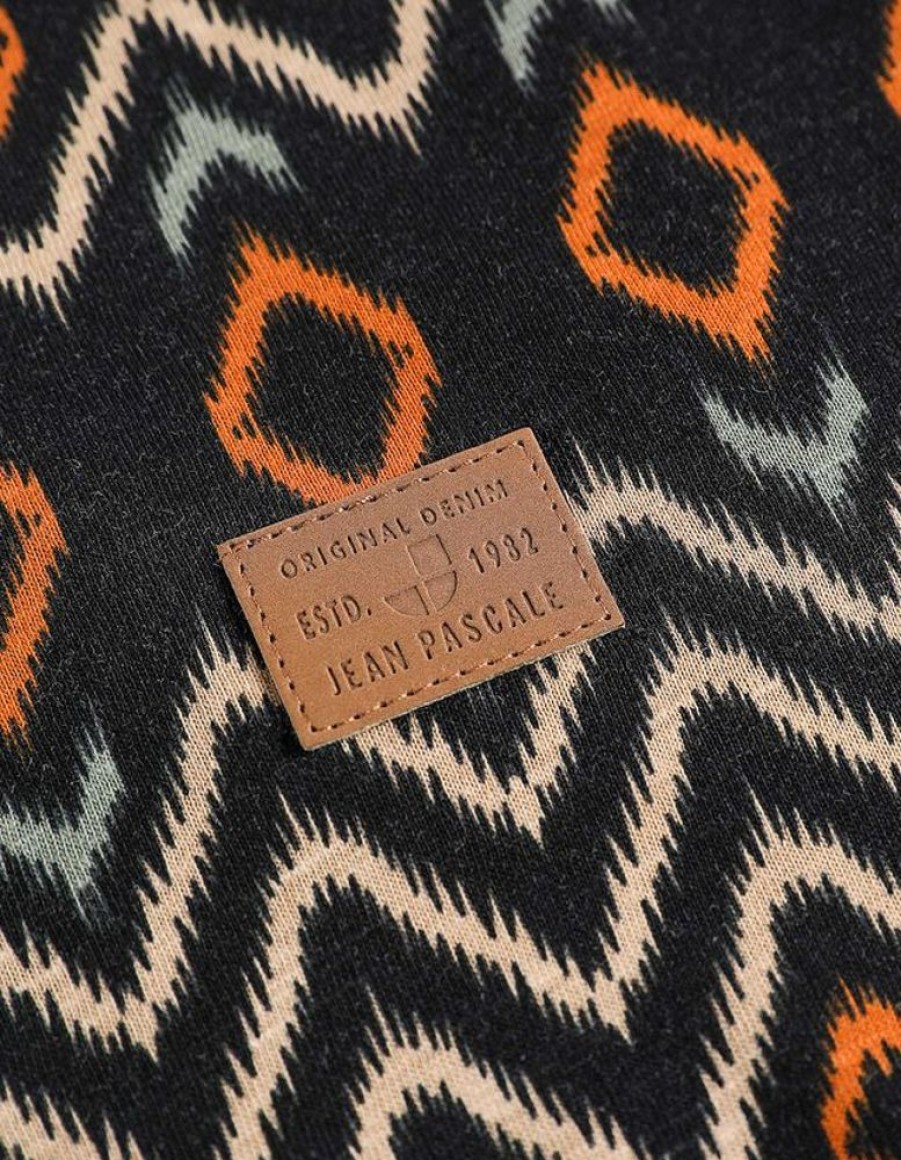 ORIGINAL DENIM
ESTD. 1982
JEAN PASCALE